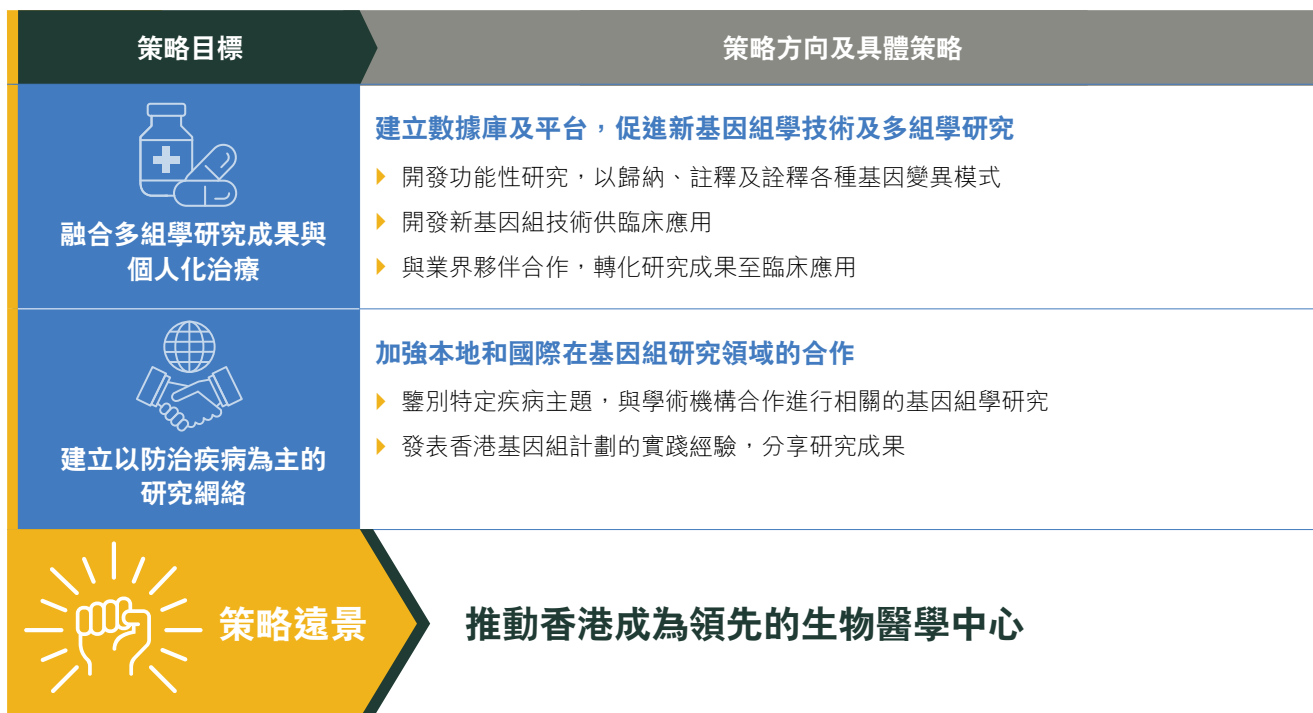 策略目標
策略方向及具體策略
融合多組學研究成果與
個人化治療
建立數據庫及平台，促進新基因組學技術及多組學研究
開發功能性研究，以歸納、註釋及詮釋各種基因變異模式
開發新基因組技術供臨床應用
與業界夥伴合作，轉化研究成果至臨床應用
建立以防治疾病為主的
研究網絡
加強本地和國際在基因組研究領域的合作
鑒別特定疾病主題，與學術機構合作進行相關的基因組學研究
發表香港基因組計劃的實踐經驗，分享研究成果
策略遠景
推動香港成為領先的生物醫學中心